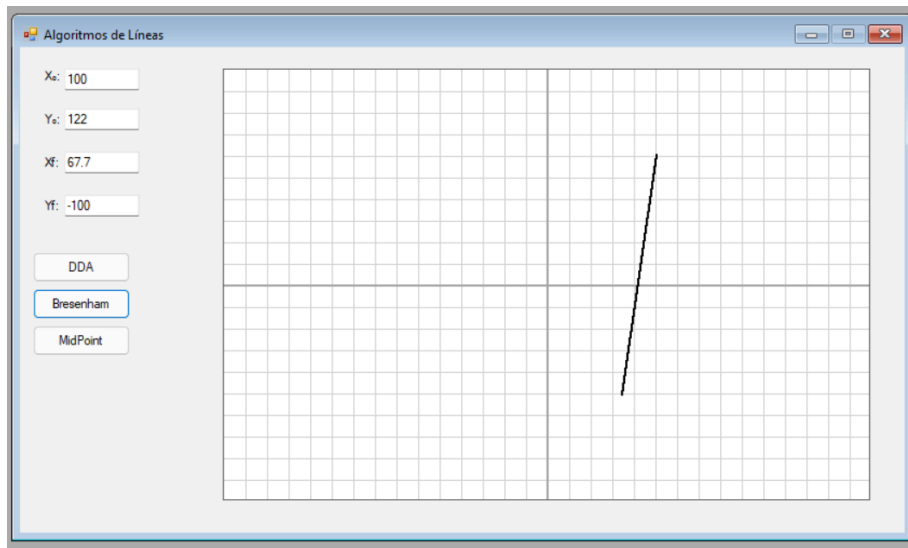 Algoritmos de Líneas
X₀: 100
Y₀: 122
Xf: 67.7
Yf: -100
DDA
Bresenham
MidPoint